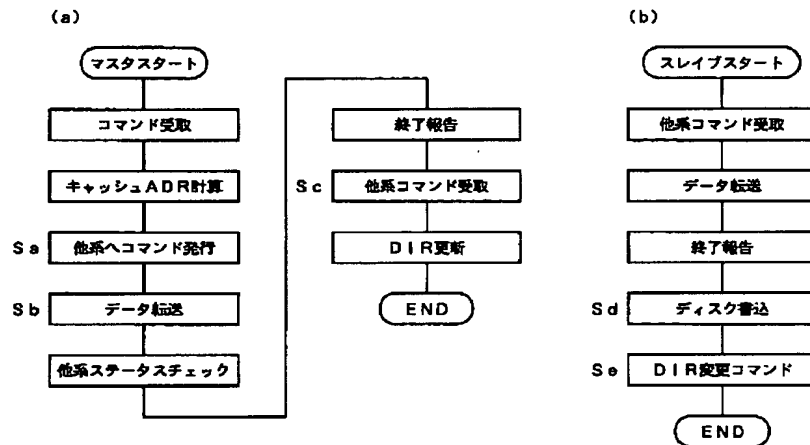 (a)
マスタスタート
コマンド受取
キャッシュADR計算
Sa 他系へコマンド発行
Sb データ転送
他系ステータスチェック
終了報告
Sc 他系コマンド受取
DIR更新
END
(b)
スレイブスタート
他系コマンド受取
データ転送
終了報告
Sd ディスク書込
Se DIR変更コマンド
END